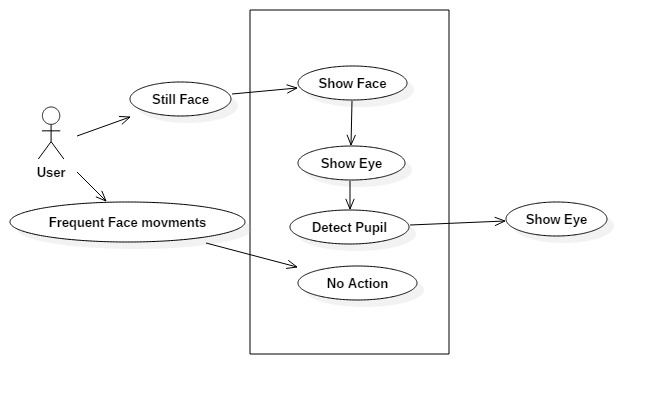 Show Face
Still Face
Show Eye
User
Frequent Face movments
Detect Pupil
Show Eye
No Action